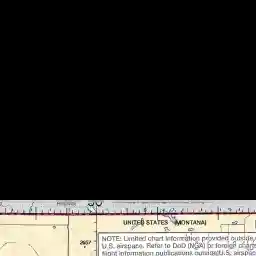 UNITED STATES (MONTANA)
2657
NOTE: Limited chart information provided outside
U.S. airspace. Refer to DoD (NGA) or foreign charts
flight information publications outside U.S. airspace